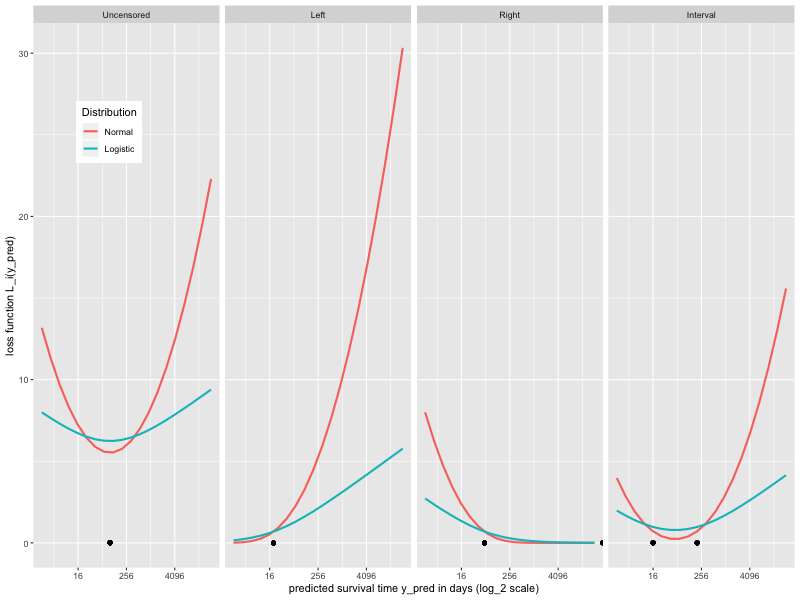 Uncensored
Left
Right
Interval
loss function L_i(y_pred)
30
20
10
0
Distribution
Normal
Logistic
16 256 4096
16 256 4096
16 256 4096
16 256 4096
predicted survival time y_pred in days (log_2 scale)